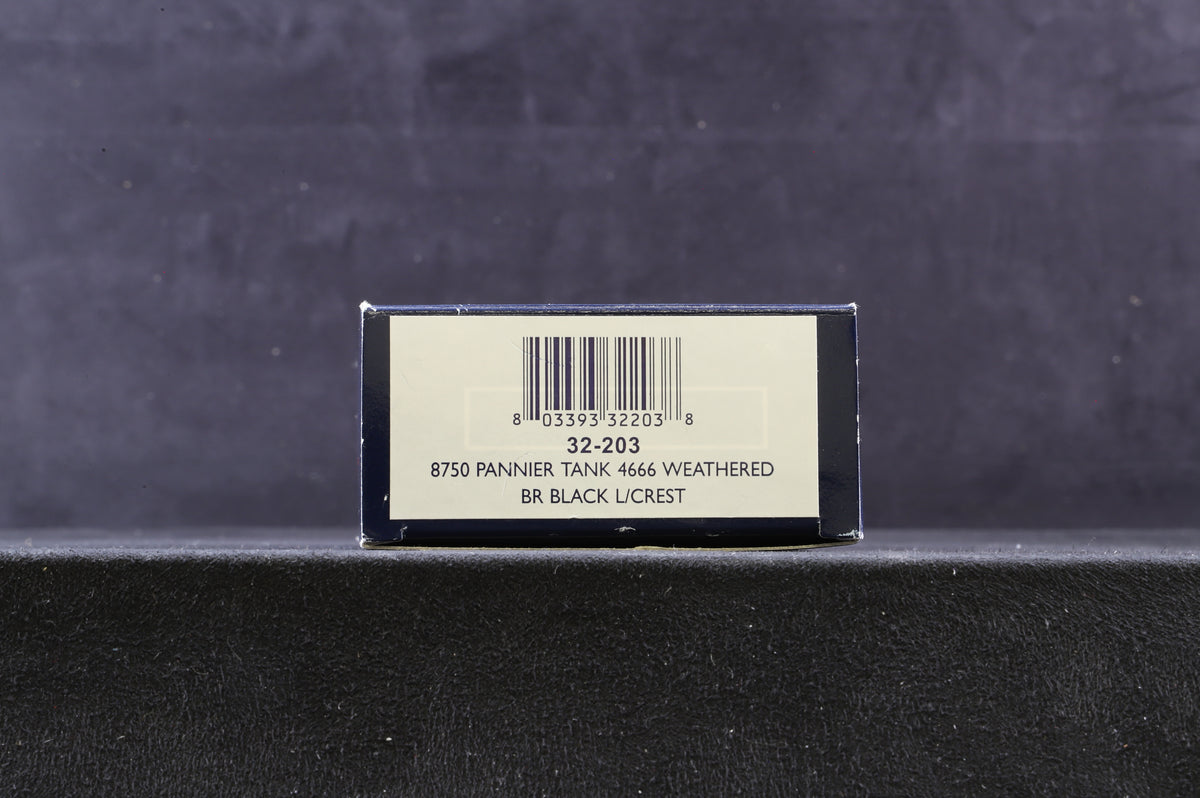 8 03393 32203 8
32-203
8750 PANNIER TANK 4666 WEATHERED
BR BLACK L/CREST